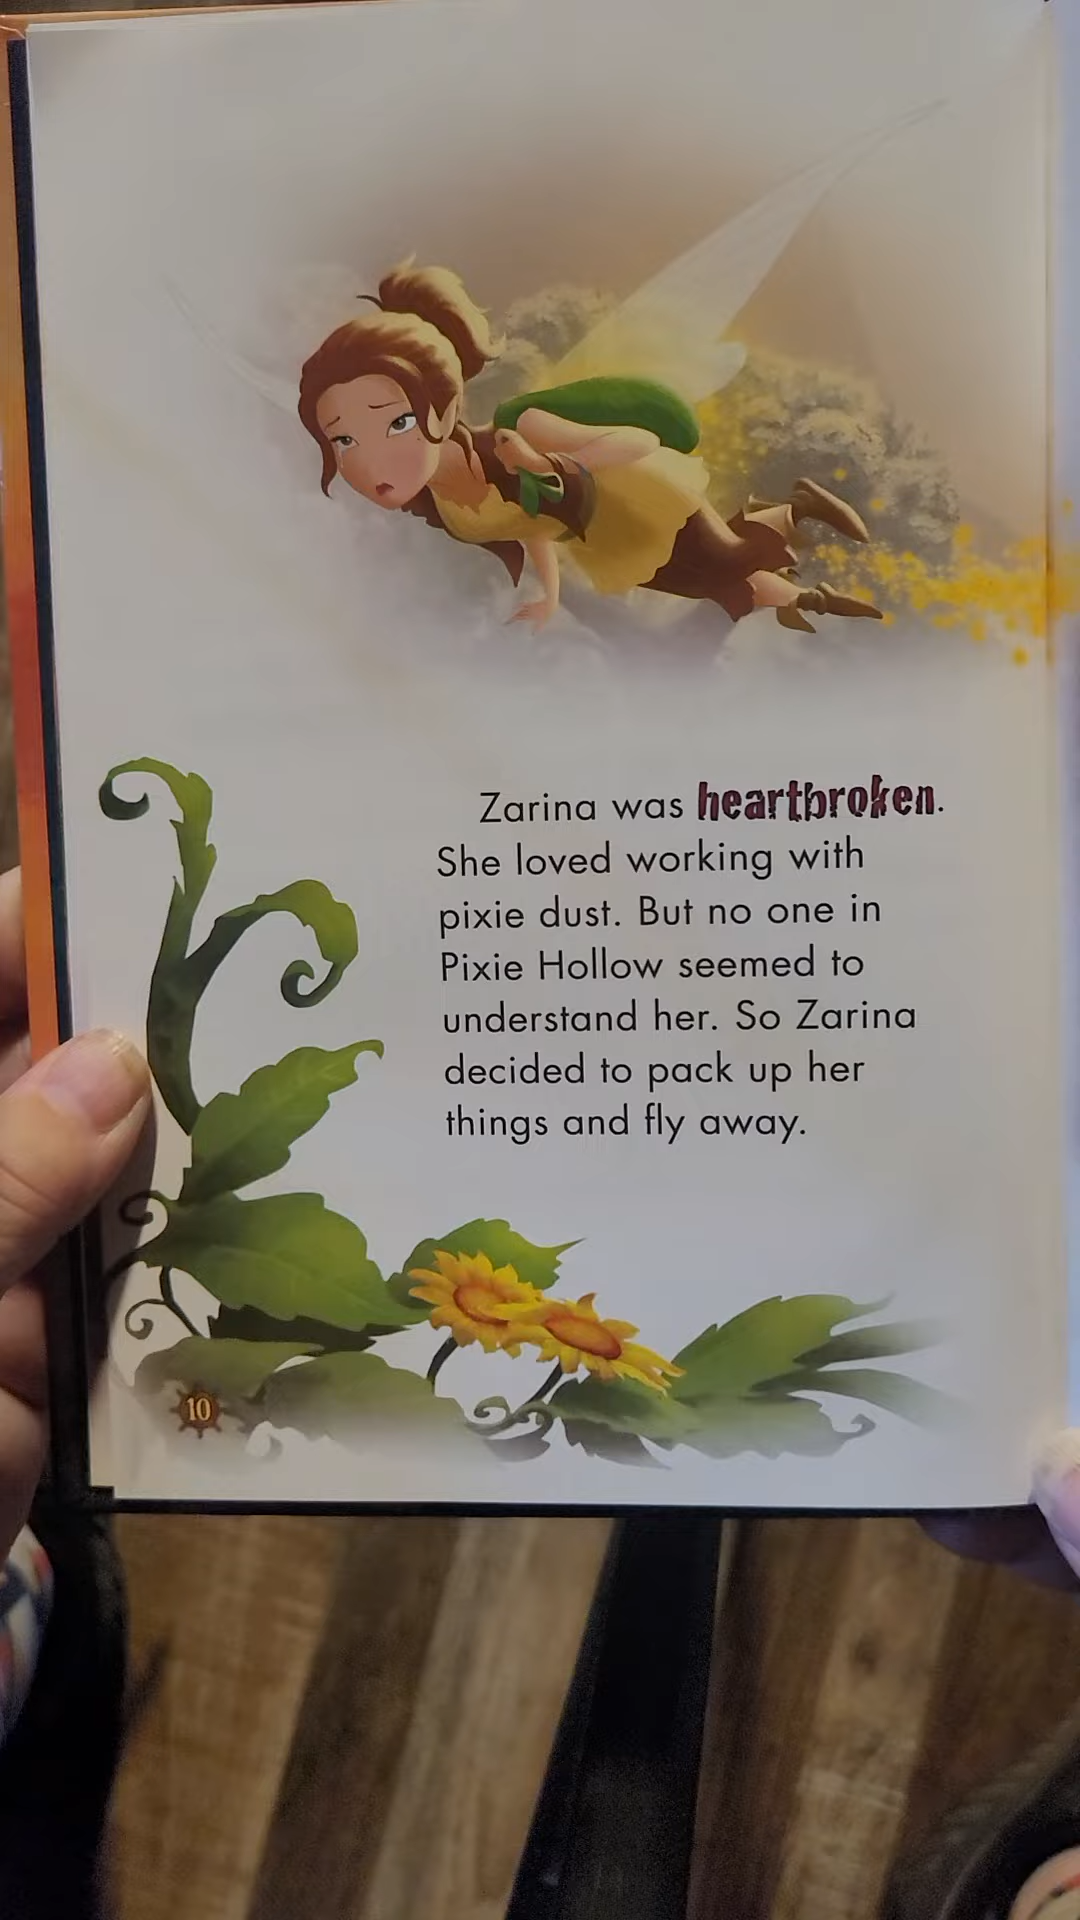 Zarina was heartbroken.
She loved working with
pixie dust. But no one in
Pixie Hollow seemed to
understand her. So Zarina
decided to pack up her
things and fly away.
10